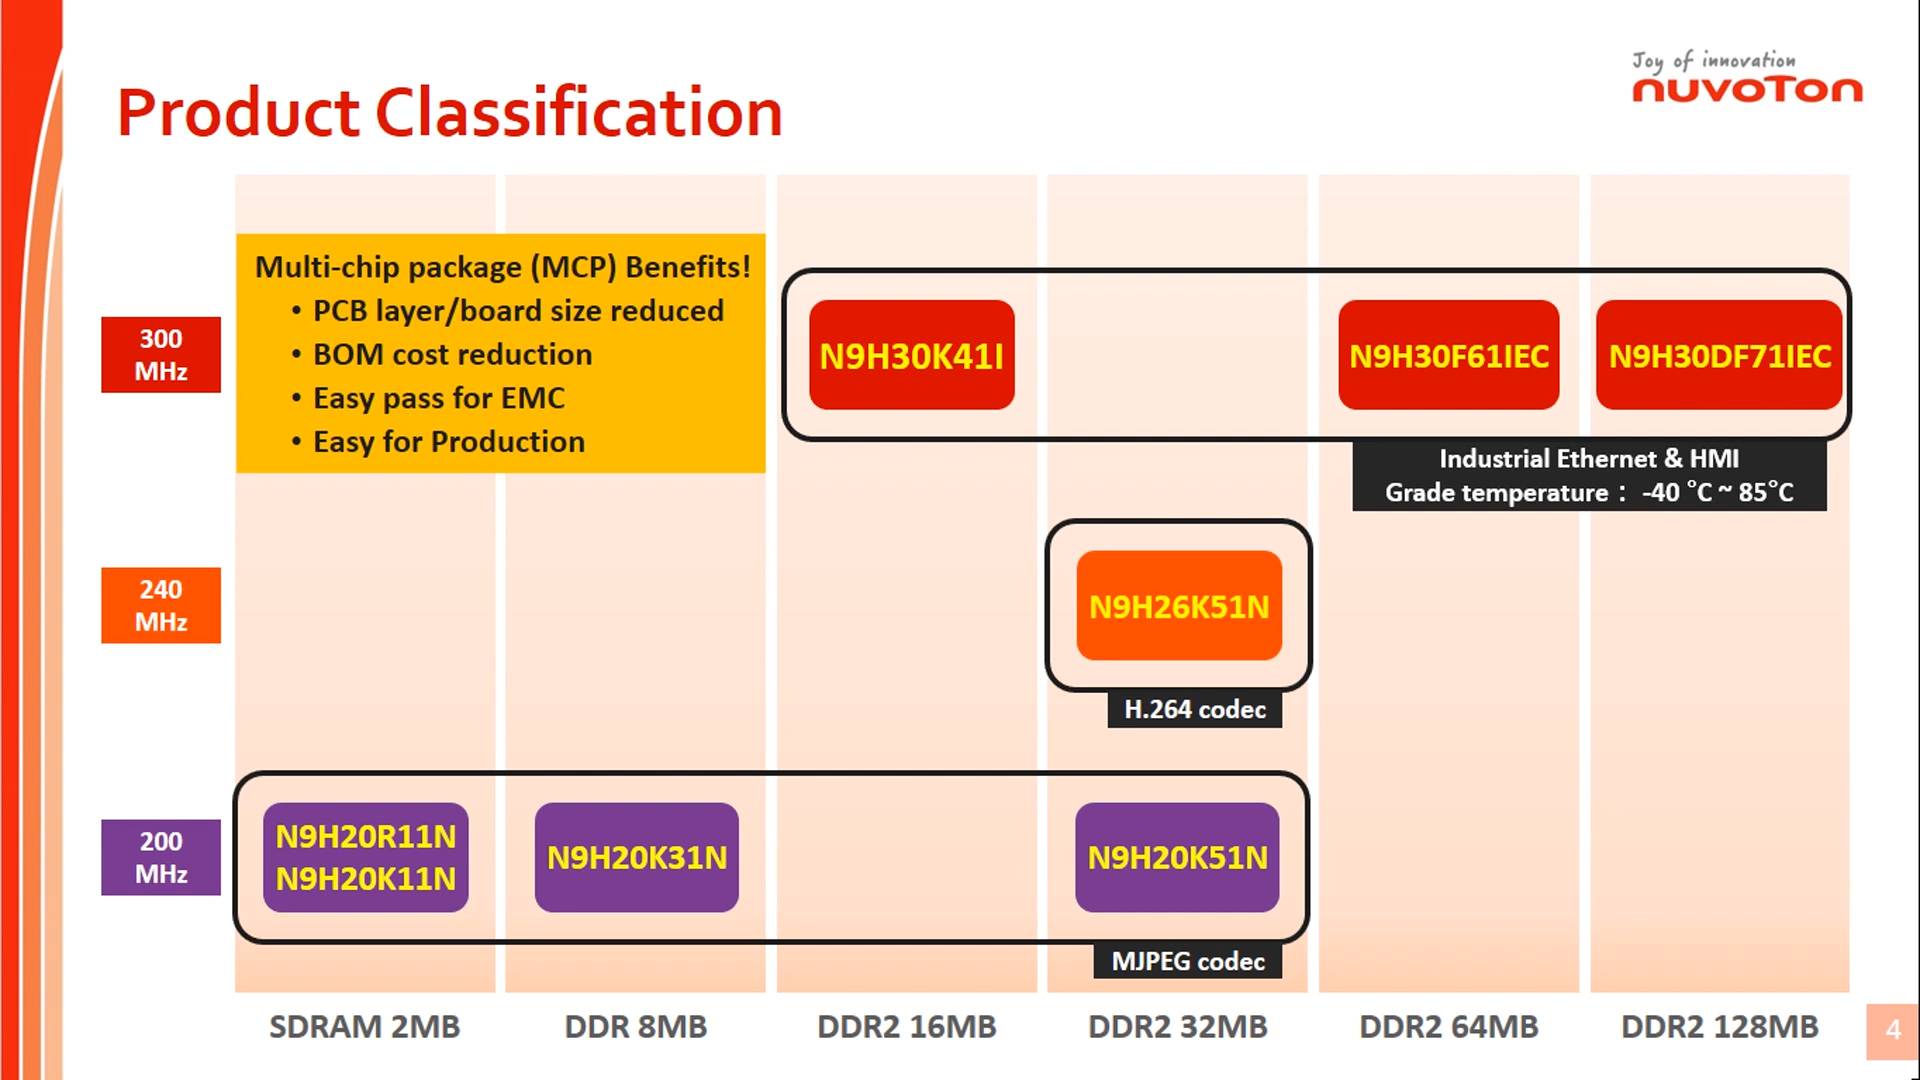 Joy of innovation
nuvoTon
Product Classification
Multi-chip package (MCP) Benefits!
• PCB layer/board size reduced
• BOM cost reduction
• Easy pass for EMC
• Easy for Production
300
MHz
N9H30K41I
N9H30F61IEC
N9H30DF71IEC
Industrial Ethernet & HMI
Grade temperature： -40 °C ~ 85°C
240
MHz
N9H26K51N
H.264 codec
200
MHz
N9H20R11N
N9H20K11N
N9H20K31N
N9H20K51N
MJPEG codec
SDRAM 2MB
DDR 8MB
DDR2 16MB
DDR2 32MB
DDR2 64MB
DDR2 128MB
4